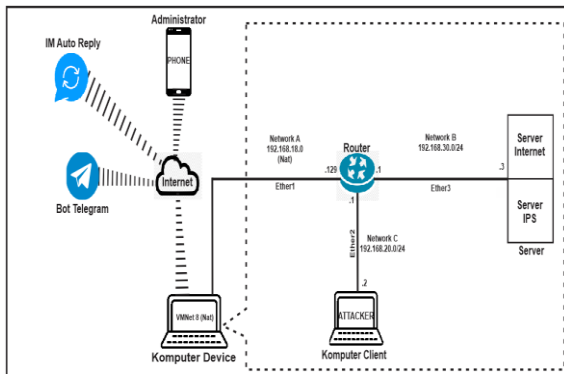 Administrator
IM Auto Reply
PHONE
Bot Telegram
Internet
Network A
192.168.18.0
(Nat)
Ether1
Router
.129
.1
.1
Network B
192.168.30.0/24
Ether3
.3
Server
Internet
Server
IPS
Server
Ether2
Network C
192.168.20.0/24
.2
VMNet 8 (Nat)
Komputer Device
ATTACKER
Komputer Client